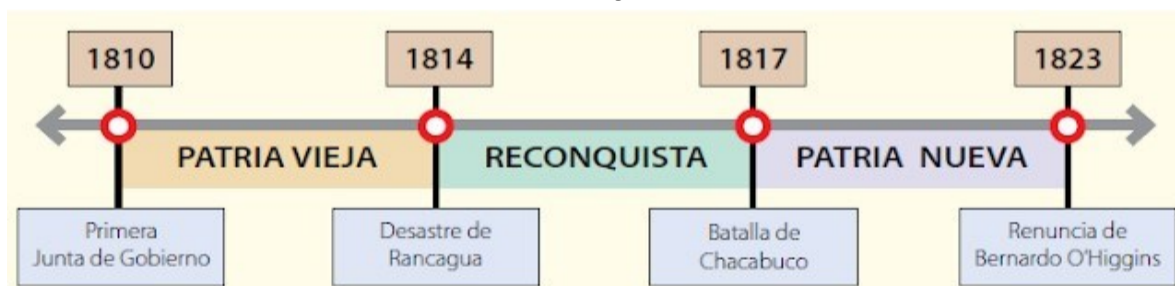 1810
1814
1817
1823
PATRIA VIEJA
RECONQUISTA
PATRIA NUEVA
Primera
Junta de Gobierno
Desastre de
Rancagua
Batalla de
Chacabuco
Renuncia de
Bernardo O'Higgins